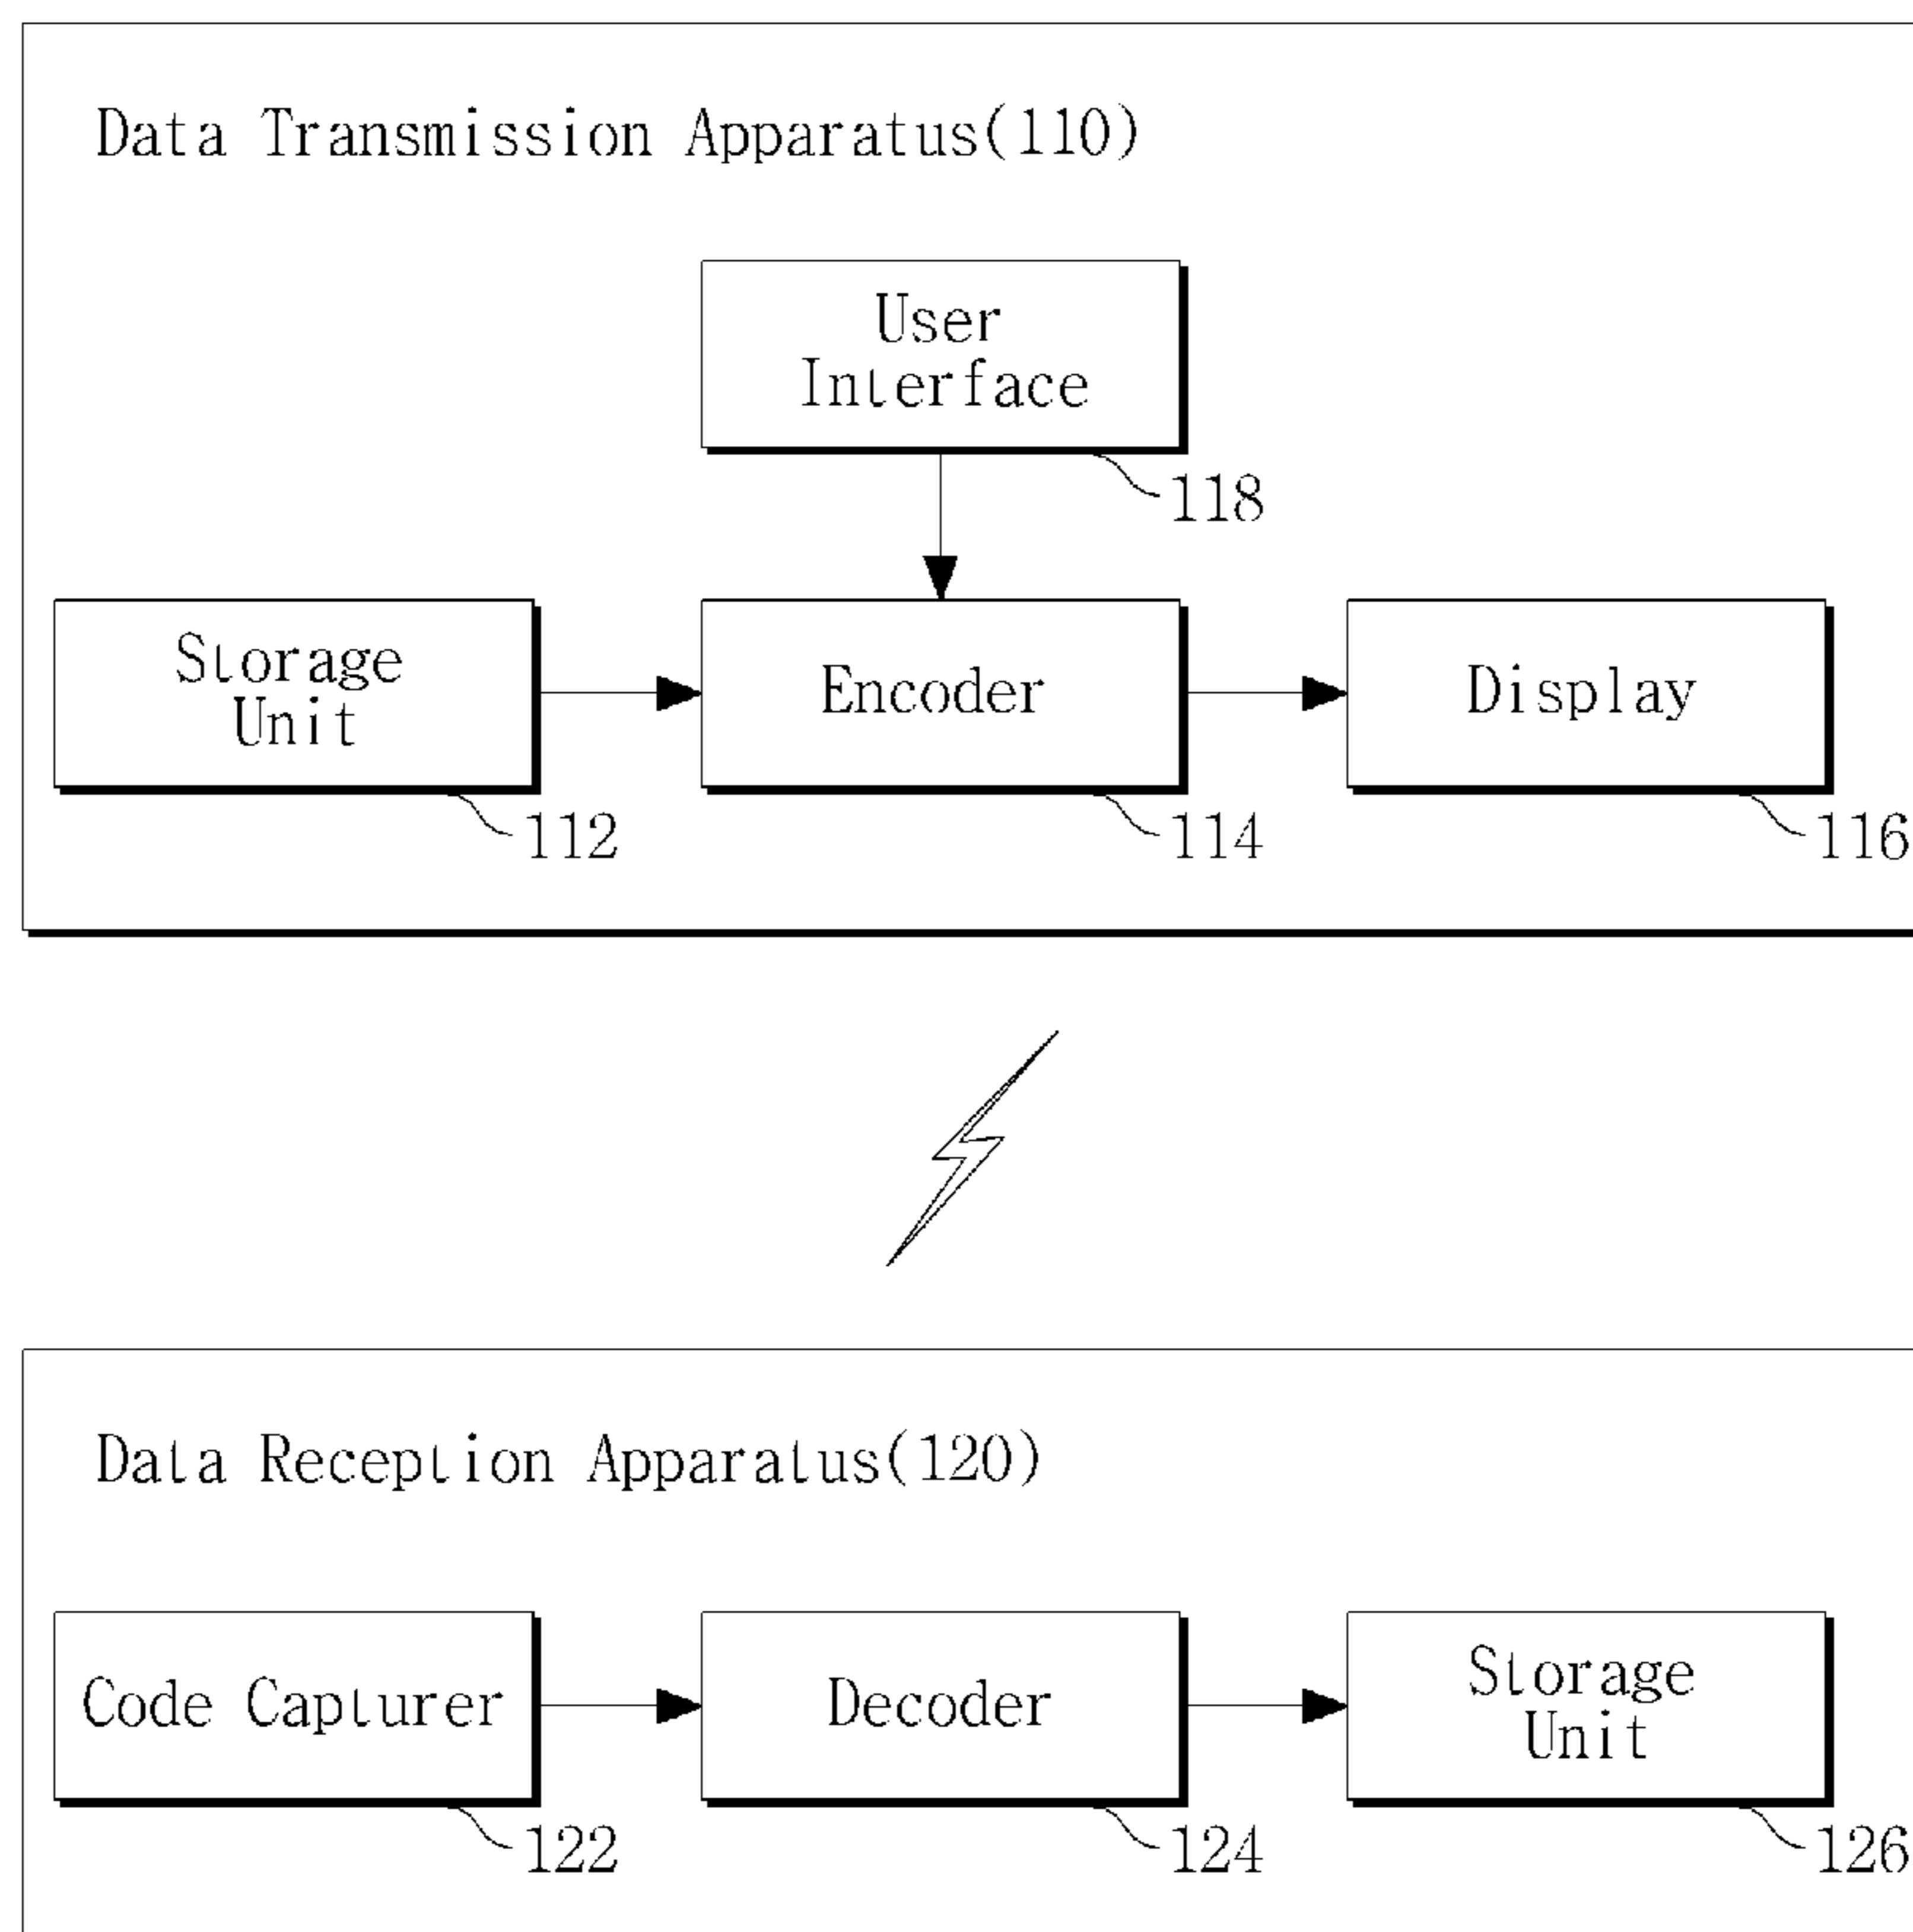 Data Transmission Apparatus(110)
User
Interface
118
Storage
Unit
Encoder
Display
112
114
116
Data Reception Apparatus(120)
Code Capturer
Decoder
Storage
Unit
122
124
126